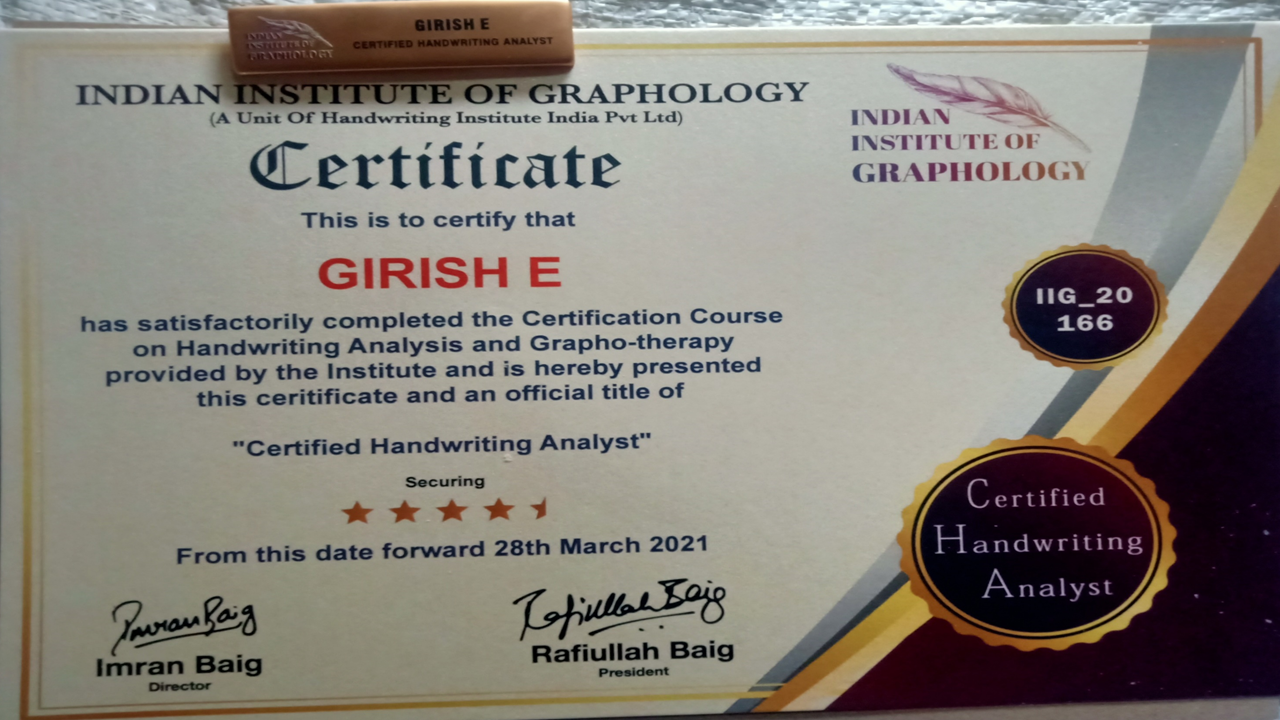 INDIAN INSTITUTE OF GRAPHOLOGY
GIRISH E
CERTIFIED HANDWRITING ANALYST
INDIAN INSTITUTE OF GRAPHOLOGY
(A Unit Of Handwriting Institute India Pvt Ltd)
INDIAN
INSTITUTE OF
GRAPHOLOGY
Certificate
This is to certify that
GIRISH E
has satisfactorily completed the Certification Course
on Handwriting Analysis and Grapho-therapy
provided by the Institute and is hereby presented
this ceritificate and an official title of
"Certified Handwriting Analyst"
Securing
From this date forward 28th March 2021
IIG_20
166
Certified
Handwriting
Analyst
Imran Baig
Imran Baig
Director
Rafiullah Baig
Rafiullah Baig
President